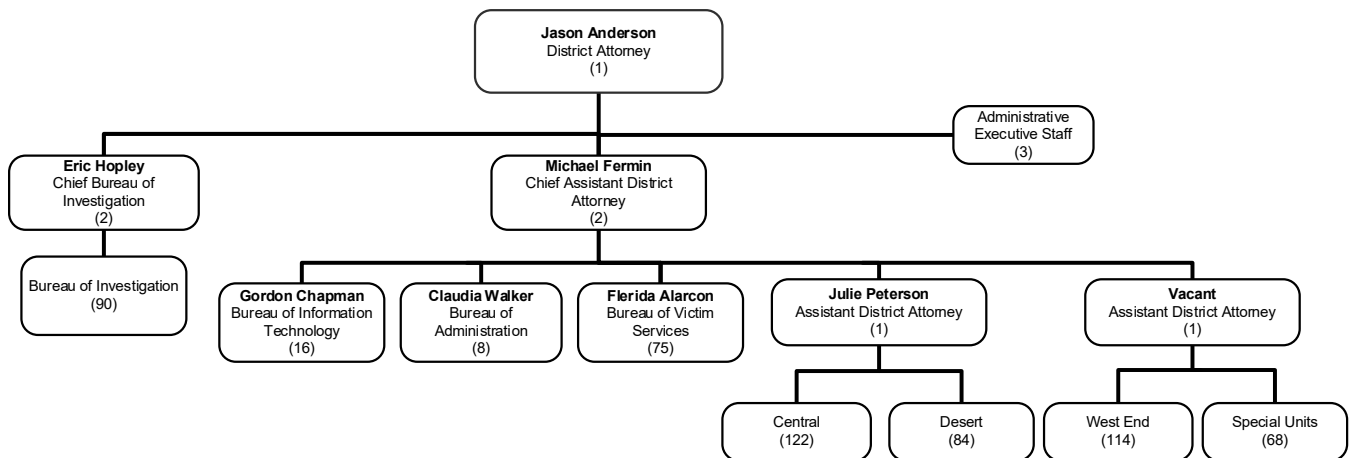 Jason Anderson
District Attorney
(1)
Administrative
Executive Staff
(3)
Eric Hopley
Chief Bureau of
Investigation
(2)
Michael Fermin
Chief Assistant District
Attorney
(2)
Bureau of Investigation
(90)
Gordon Chapman
Bureau of Information
Technology
(16)
Claudia Walker
Bureau of
Administration
(8)
Flerida Alarcon
Bureau of Victim
Services
(75)
Julie Peterson
Assistant District Attorney
(1)
Vacant
Assistant District Attorney
(1)
Central
(122)
Desert
(84)
West End
(114)
Special Units
(68)